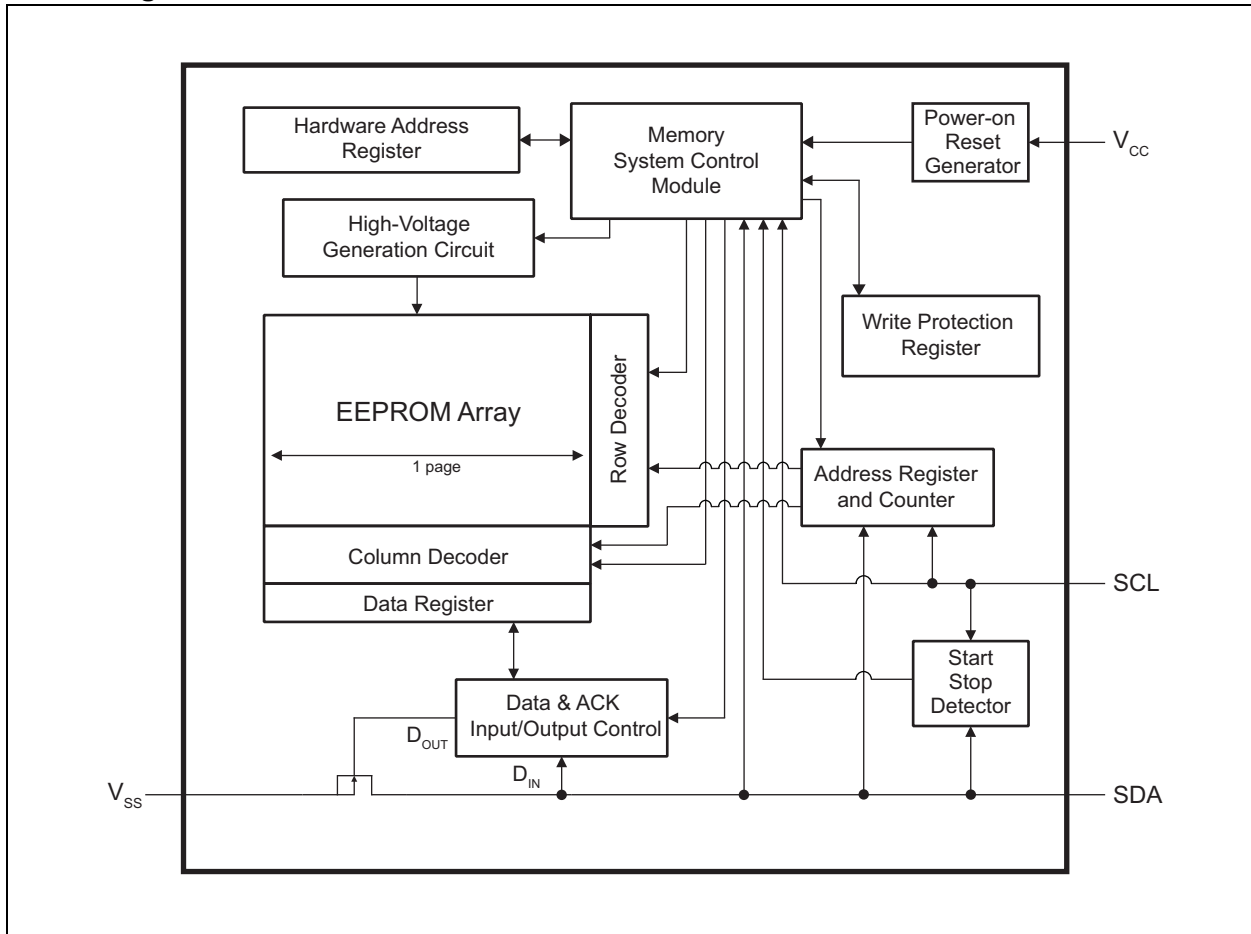 Hardware Address
Register
Memory
System Control
Module
Power-on
Reset
Generator
VCC
High-Voltage
Generation Circuit
Write Protection
Register
EEPROM Array
1 page
Row Decoder
Address Register
and Counter
Column Decoder
Data Register
SCL
Start
Stop
Detector
Data & ACK
Input/Output Control
DOUT
DIN
VSS
SDA